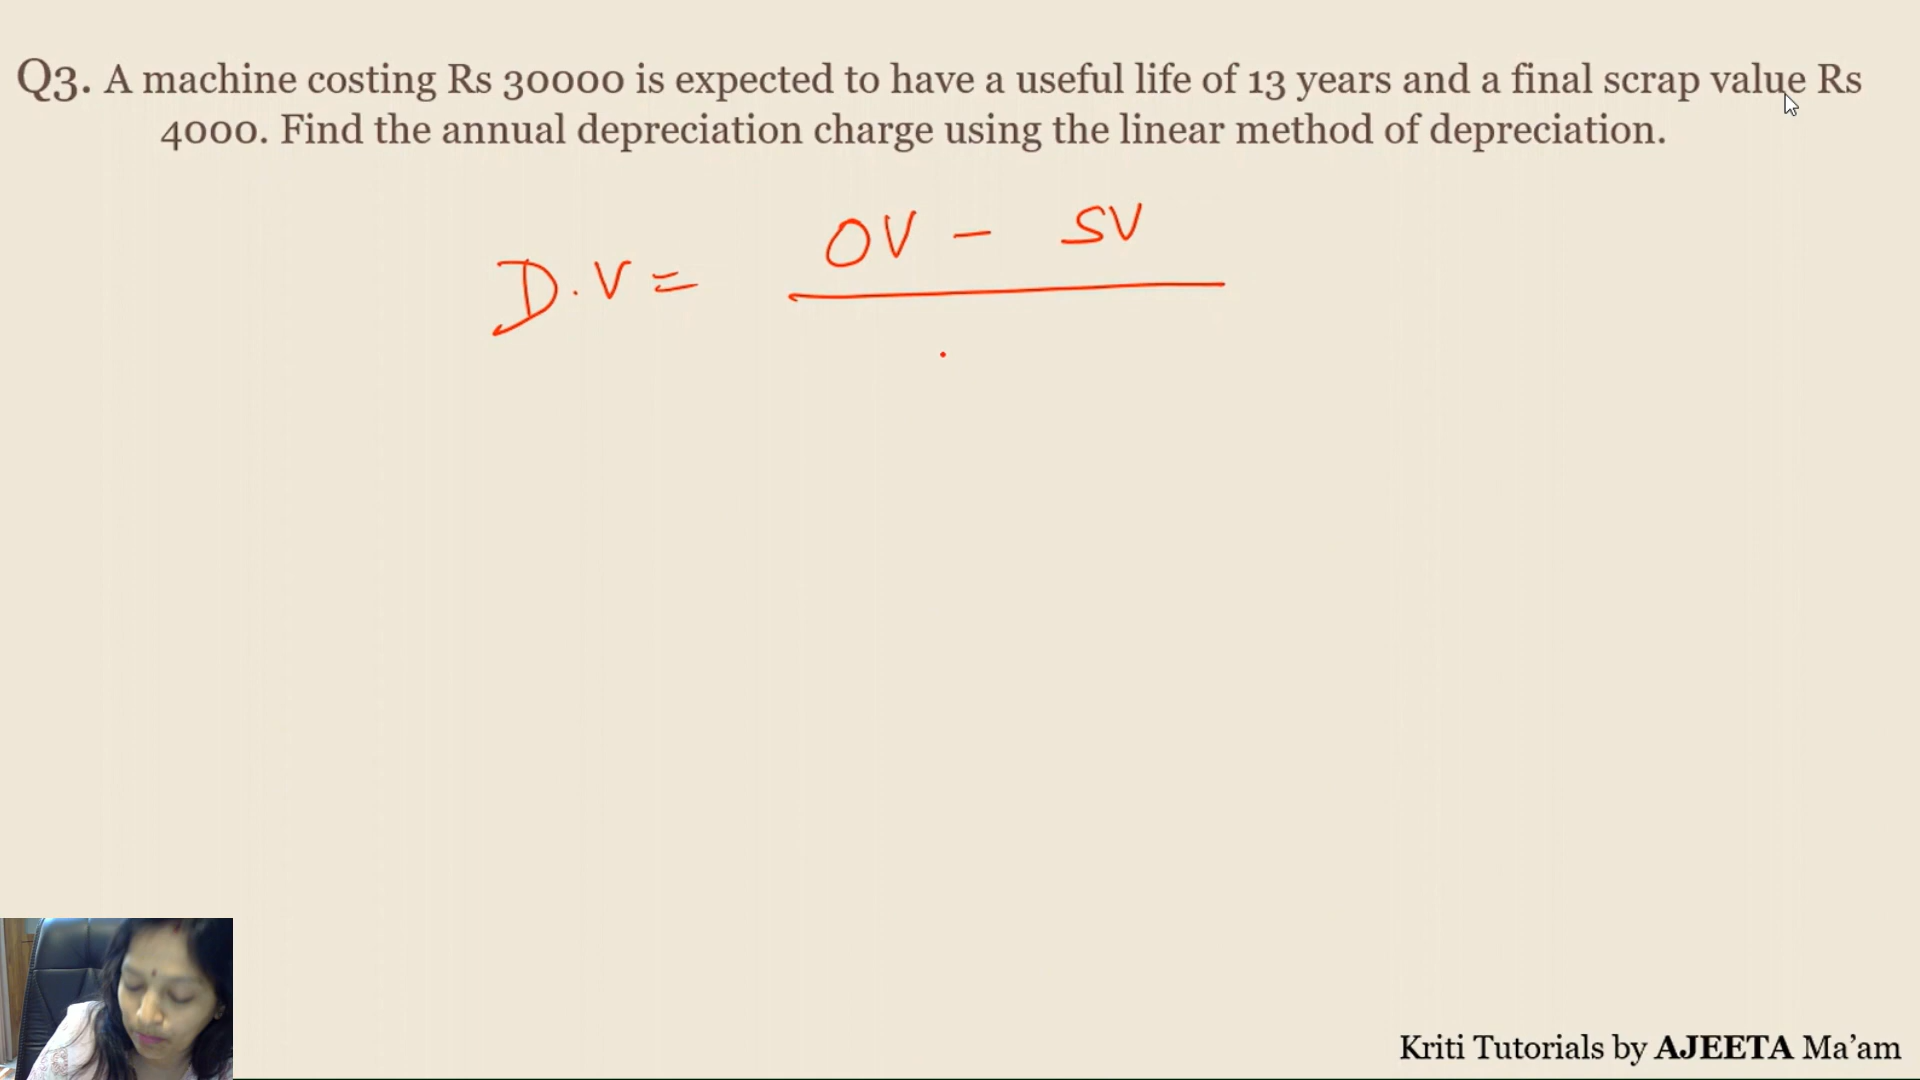 Q3. A machine costing Rs 30000 is expected to have a useful life of 13 years and a final scrap value Rs
4000. Find the annual depreciation charge using the linear method of depreciation.
OV - SV
D.V =
Kriti Tutorials by AJEETA Ma'am